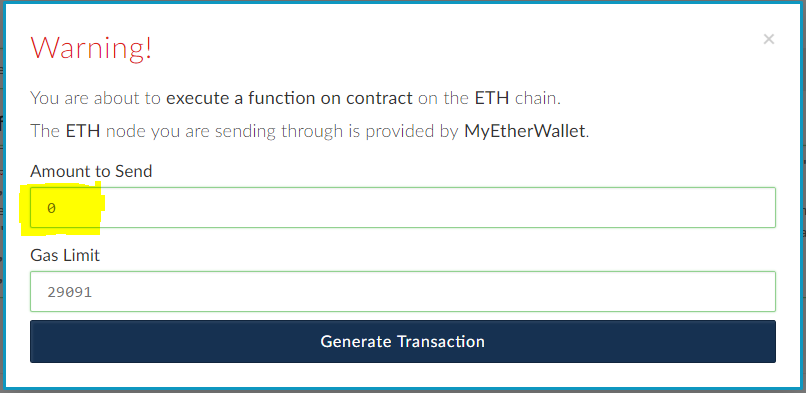 Warning!
×
You are about to execute a function on contract on the ETH chain.
The ETH node you are sending through is provided by MyEtherWallet.
Amount to Send
0
Gas Limit
29091
Generate Transaction